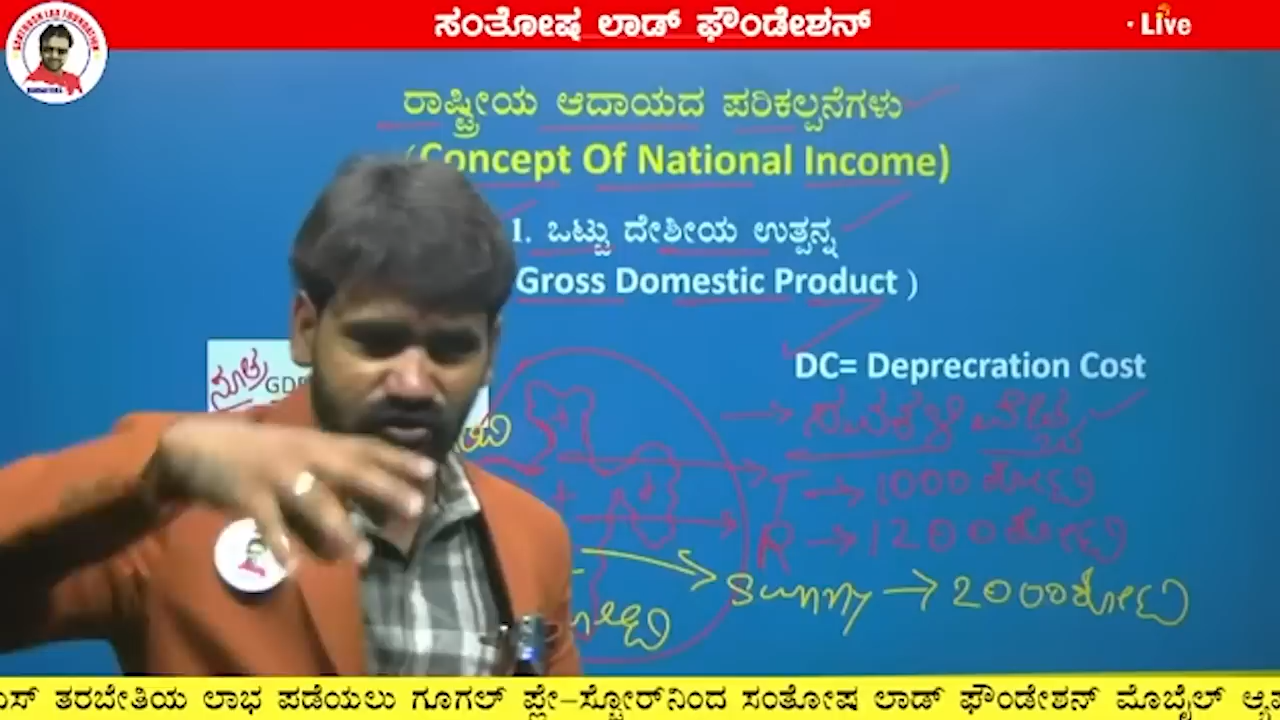 ಸಂತೋಷ ಲಾಡ್ ಫೌಂಡೇಶನ್
Live
ರಾಷ್ಟ್ರೀಯ ಆದಾಯದ ಪರಿಕಲ್ಪನೆಗಳು
(Concept Of National Income)
1. ಒಟ್ಟು ದೇಶೀಯ ಉತ್ಪನ್ನ
Gross Domestic Product )
DC= Deprecration Cost
ಸೂತ್ರ
ಸವಕಳಿ ವೆಚ್ಚ
T → 1000 ಕೋಟಿ
R → 1200 ಕೋಟಿ
Sunny → 2000 ಕೋಟಿ
ತರಬೇತಿಯ ಲಾಭ ಪಡೆಯಲು ಗೂಗಲ್ ಪ್ಲೇ-ಸ್ಟೋರ್‌ನಿಂದ ಸಂತೋಷ ಲಾಡ್ ಫೌಂಡೇಶನ್ ಮೊಬೈಲ್